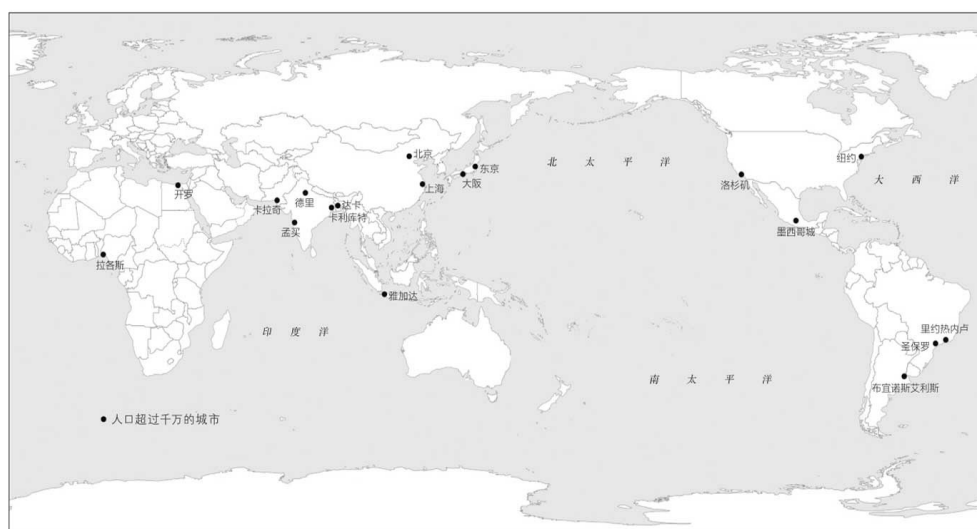 北京
东京
大阪
上海
纽约
洛杉矶
北太平洋
大西洋
开罗
卡拉奇
德里
达卡
卡利库特
孟买
墨西哥城
拉各斯
雅加达
印度洋
里约热内卢
圣保罗
南太平洋
布宜诺斯艾利斯
人口超过千万的城市